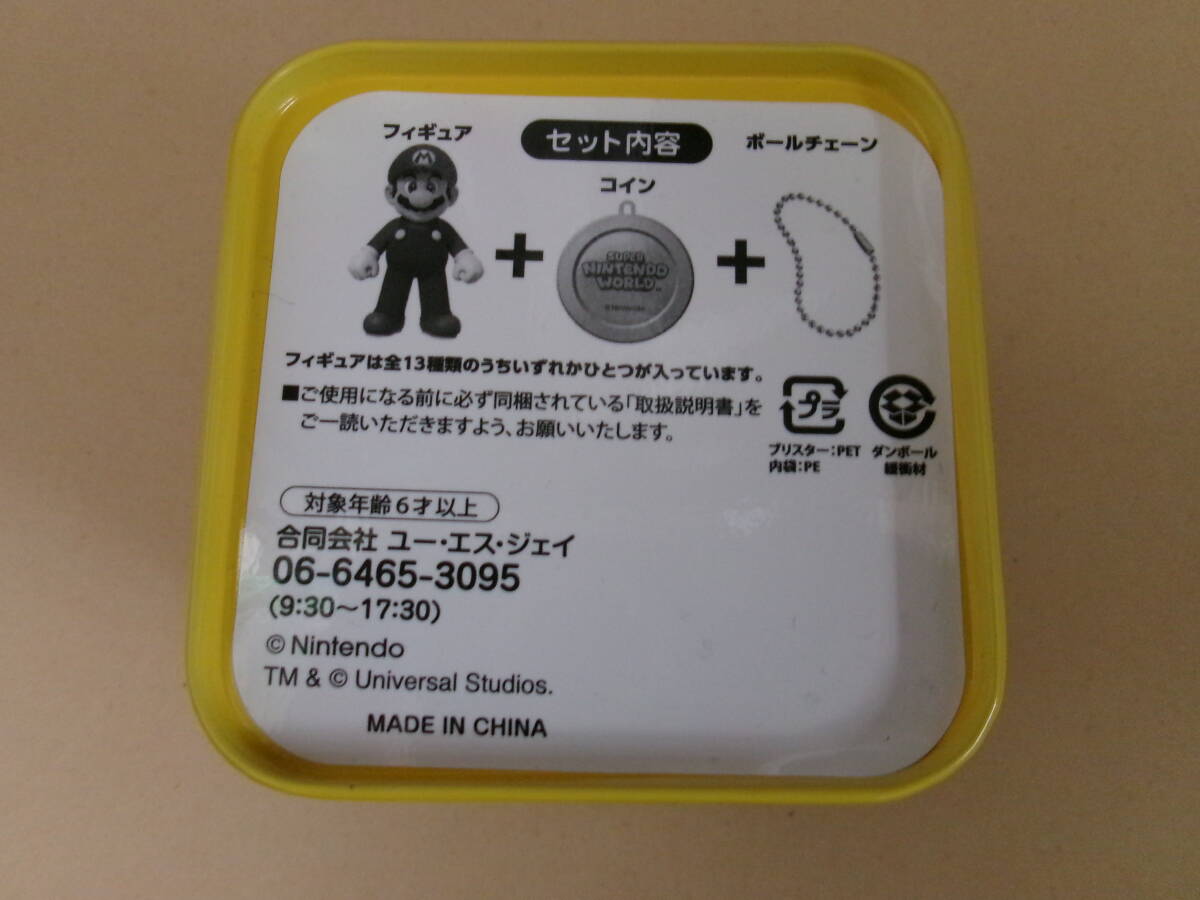 フィギュア
セット内容
ボールチェーン
コイン
M
SUPER
NINTENDO
WORLD™
©Nintendo
フィギュアは全13種類のうちいずれかひとつが入っています。
■ご使用になる前に必ず同梱されている「取扱説明書」を
ご一読いただきますよう、お願いいたします。
プラ
ブリスター:PET
内袋:PE
ダンボール
緩衝材
対象年齢6才以上
合同会社 ユー・エス・ジェイ
06-6465-3095
(9:30～17:30)
© Nintendo
TM & © Universal Studios.
MADE IN CHINA